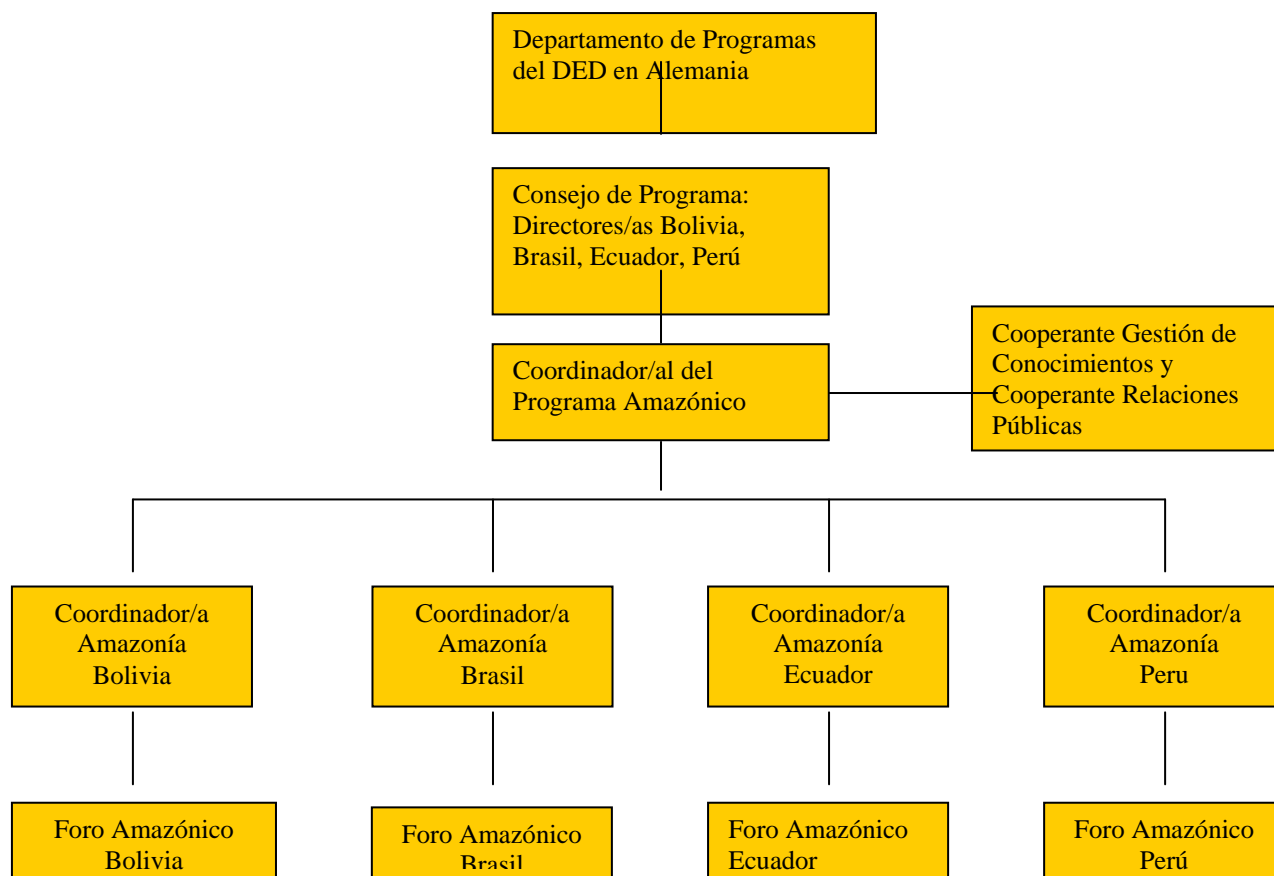 Departamento de Programas
del DED en Alemania
Consejo de Programa:
Directores/as Bolivia,
Brasil, Ecuador, Perú
Coordinador/al del
Programa Amazónico
Cooperante Gestión de
Conocimientos y
Cooperante Relaciones
Públicas
Coordinador/a
Amazonía
Bolivia
Coordinador/a
Amazonía
Brasil
Coordinador/a
Amazonía
Ecuador
Coordinador/a
Amazonía
Peru
Foro Amazónico
Bolivia
Foro Amazónico
Brasil
Foro Amazónico
Ecuador
Foro Amazónico
Perú